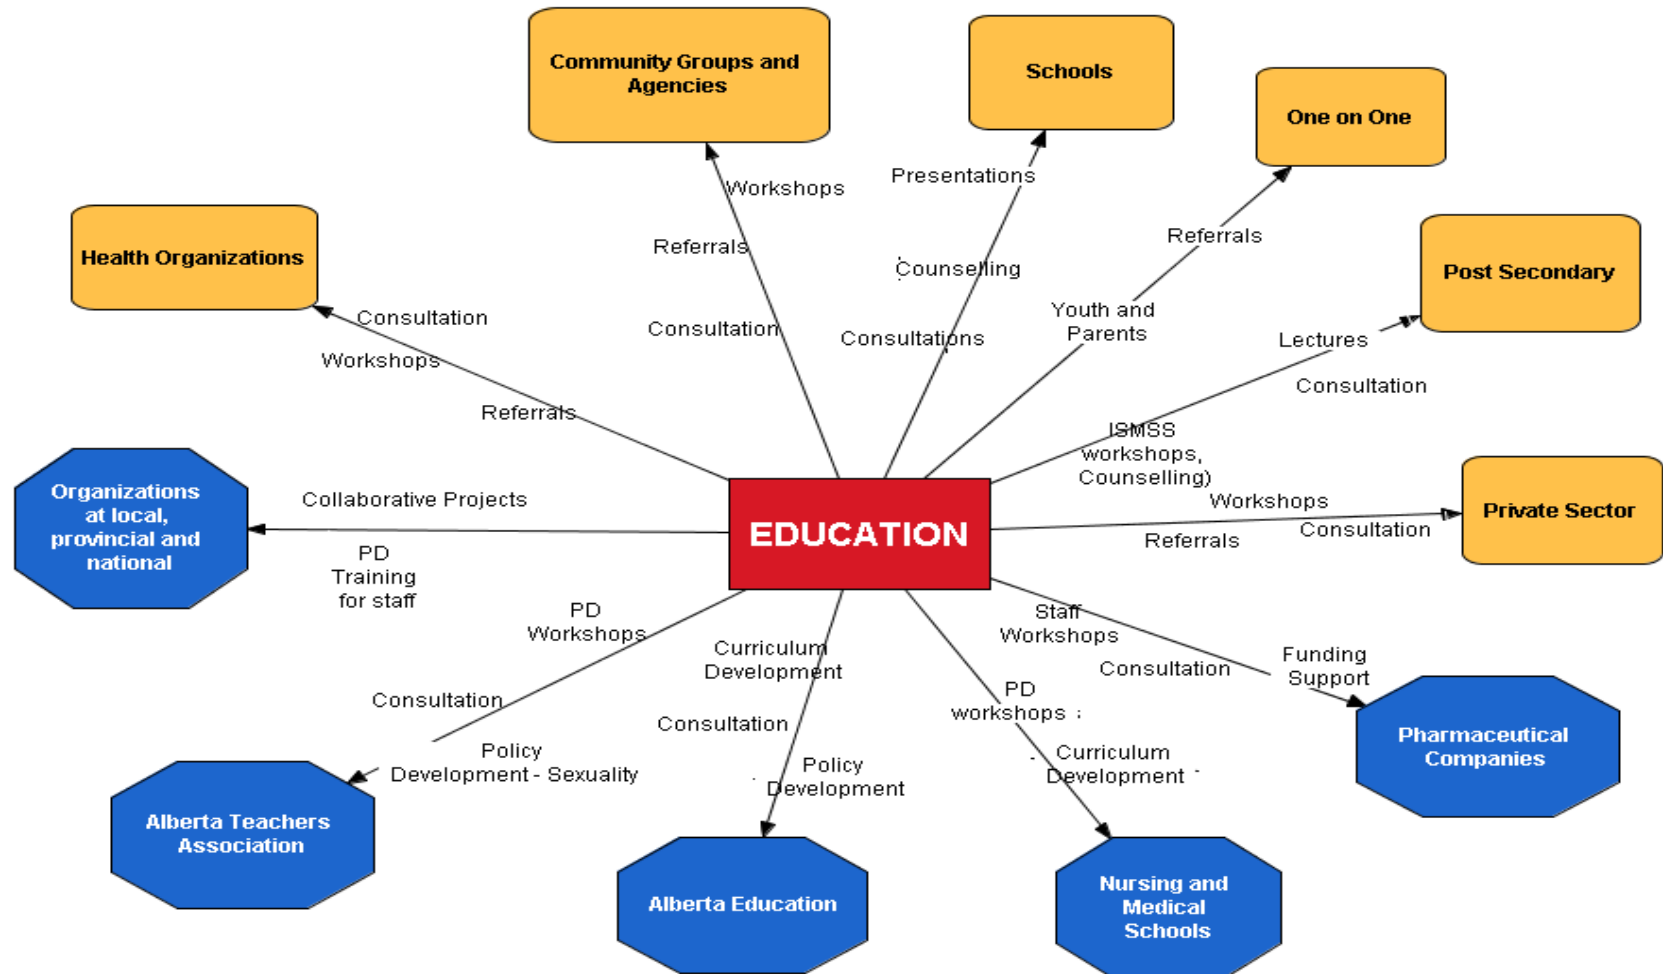 Community Groups and
Agencies
Schools
One on One
Health Organizations
Post Secondary
Private Sector
Workshops
Referrals
Consultation
Presentations
Counselling
Consultations
Referrals
Youth and
Parents
Lectures
Consultation
ISMSS
workshops,
Counselling)
Consultation
Workshops
Referrals
Workshops
Consultation
Referrals
EDUCATION
Organizations
at local,
provincial and
national
Collaborative Projects
PD
Training
for staff
PD
Workshops
Consultation
Policy
Development - Sexuality
Alberta Teachers
Association
Curriculum
Development
Consultation
Policy
Development
Alberta Education
PD
workshops
Curriculum
Development
Nursing and
Medical
Schools
Staff
Workshops
Consultation
Funding
Support
Pharmaceutical
Companies